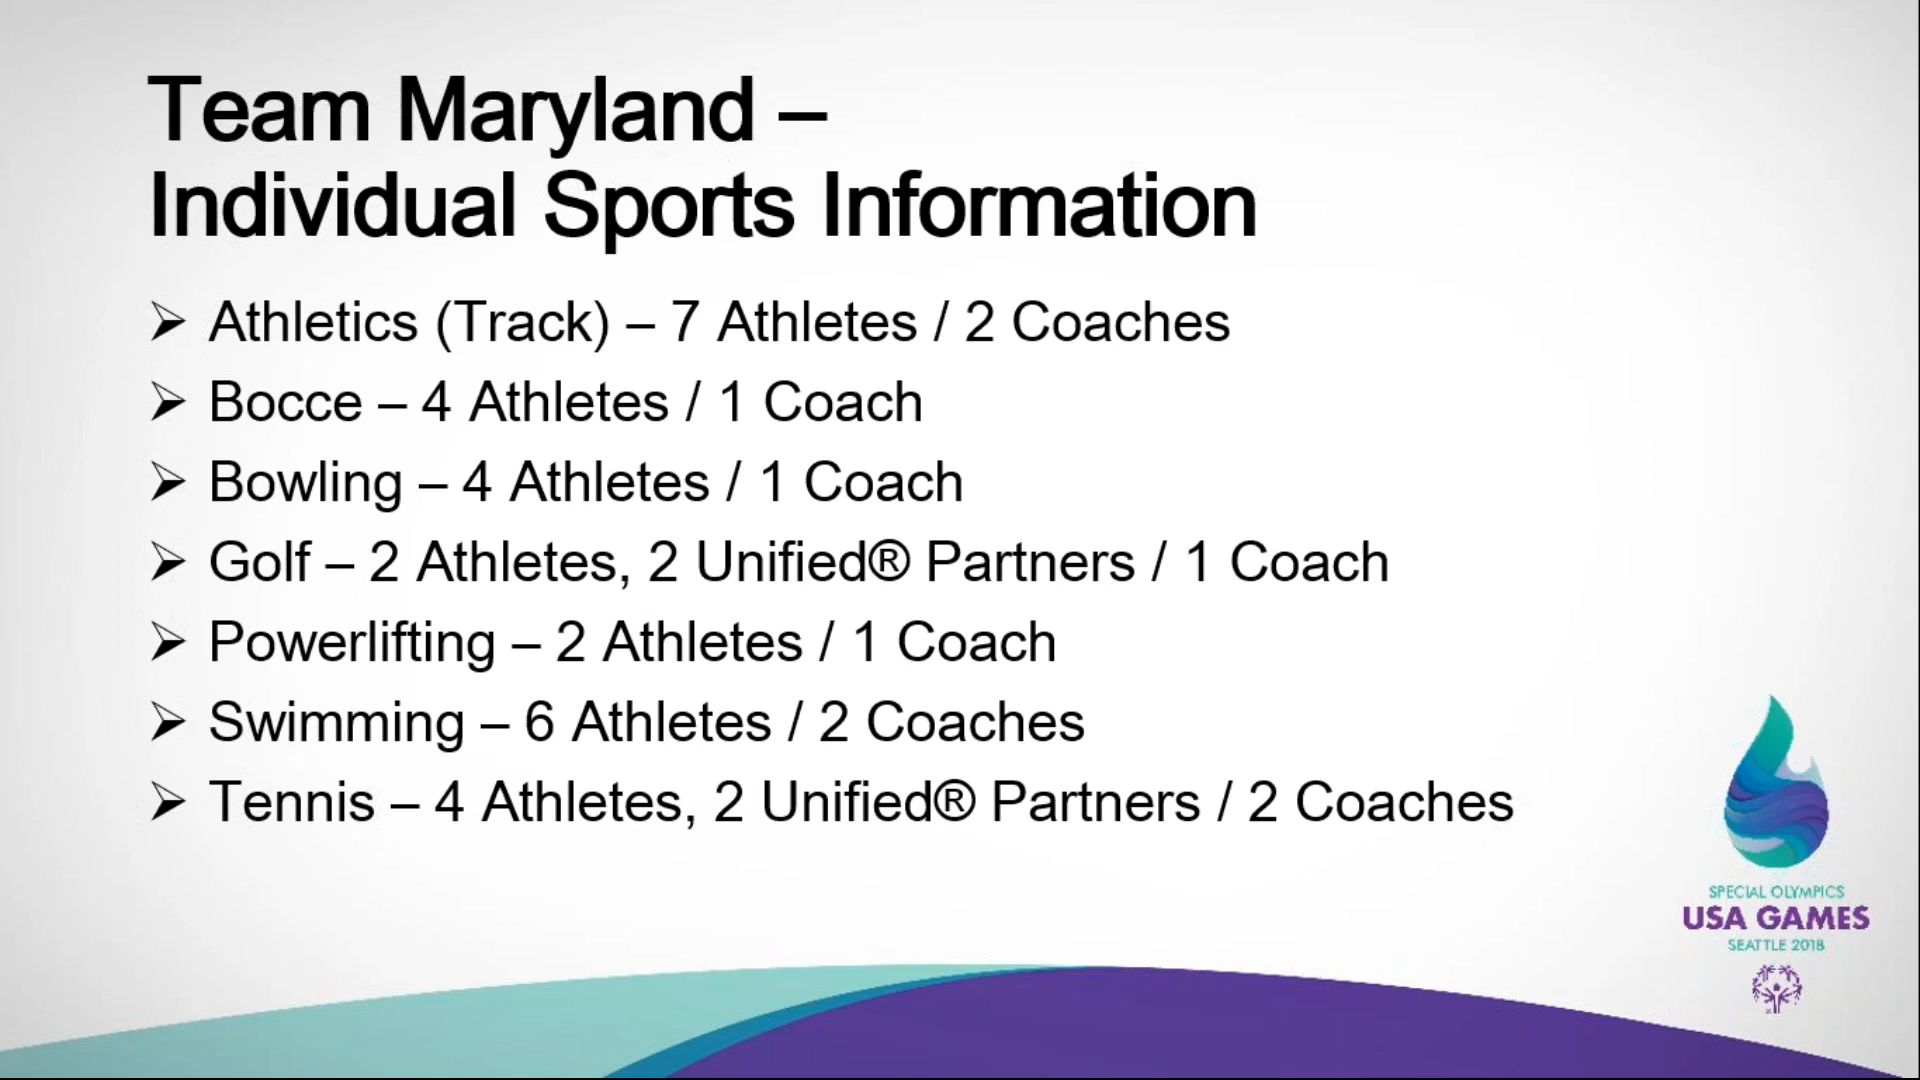 Team Maryland –
Individual Sports Information
➢ Athletics (Track) – 7 Athletes / 2 Coaches
➢ Bocce – 4 Athletes / 1 Coach
➢ Bowling – 4 Athletes / 1 Coach
➢ Golf – 2 Athletes, 2 Unified® Partners / 1 Coach
➢ Powerlifting – 2 Athletes / 1 Coach
➢ Swimming – 6 Athletes / 2 Coaches
➢ Tennis – 4 Athletes, 2 Unified® Partners / 2 Coaches
SPECIAL OLYMPICS
USA GAMES
SEATTLE 2018